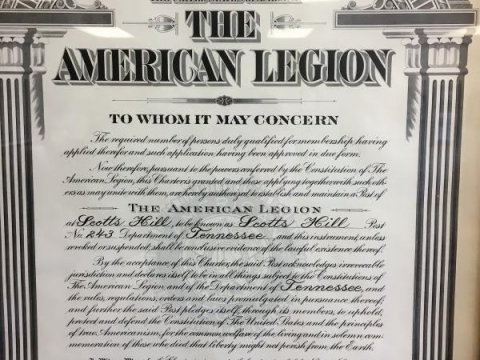 THE
AMERICAN LEGION
TO WHOM IT MAY CONCERN
The required number of persons duly qualified for membership, having
applied therefor and such application having been approved in due form.
Now therefore, pursuant to the powers conferred by the Constitution of The
American Legion, this Charter is granted and those applying together with such oth-
ers as may unite with them, are hereby authorized to establish and maintain a Post of
THE AMERICAN LEGION
at Scotts Hill, to be known as Scotts Hill Post
No. 243 Department of Tennessee, and this instrument, unless
revoked or suspended, shall be conclusive evidence of the lawful existence thereof.
By the acceptance of this Charter, the said Post acknowledges irrevocable
jurisdiction and declares itself to be in all things subject to the Constitutions of
The American Legion and of the Department of Tennessee, and
the rules, regulations, orders and laws promulgated in pursuance thereof;
and further the said Post pledges itself, through its members, to uphold,
protect and defend the Constitution of The United States and the principles
of true Americanism, for the common welfare of the living and in solemn com-
memoration of those who died that liberty might not perish from the Earth.